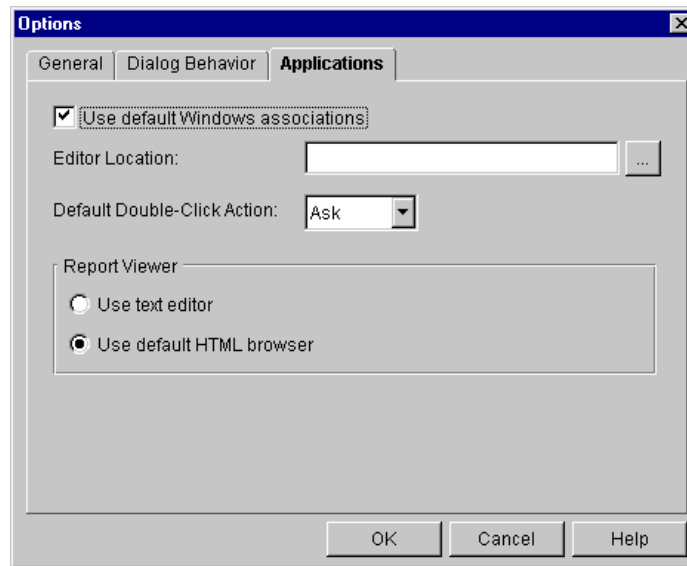 Options
General Dialog Behavior Applications
Use default Windows associations
Editor Location: ...
Default Double-Click Action: Ask
Report Viewer
Use text editor
Use default HTML browser
OK Cancel Help